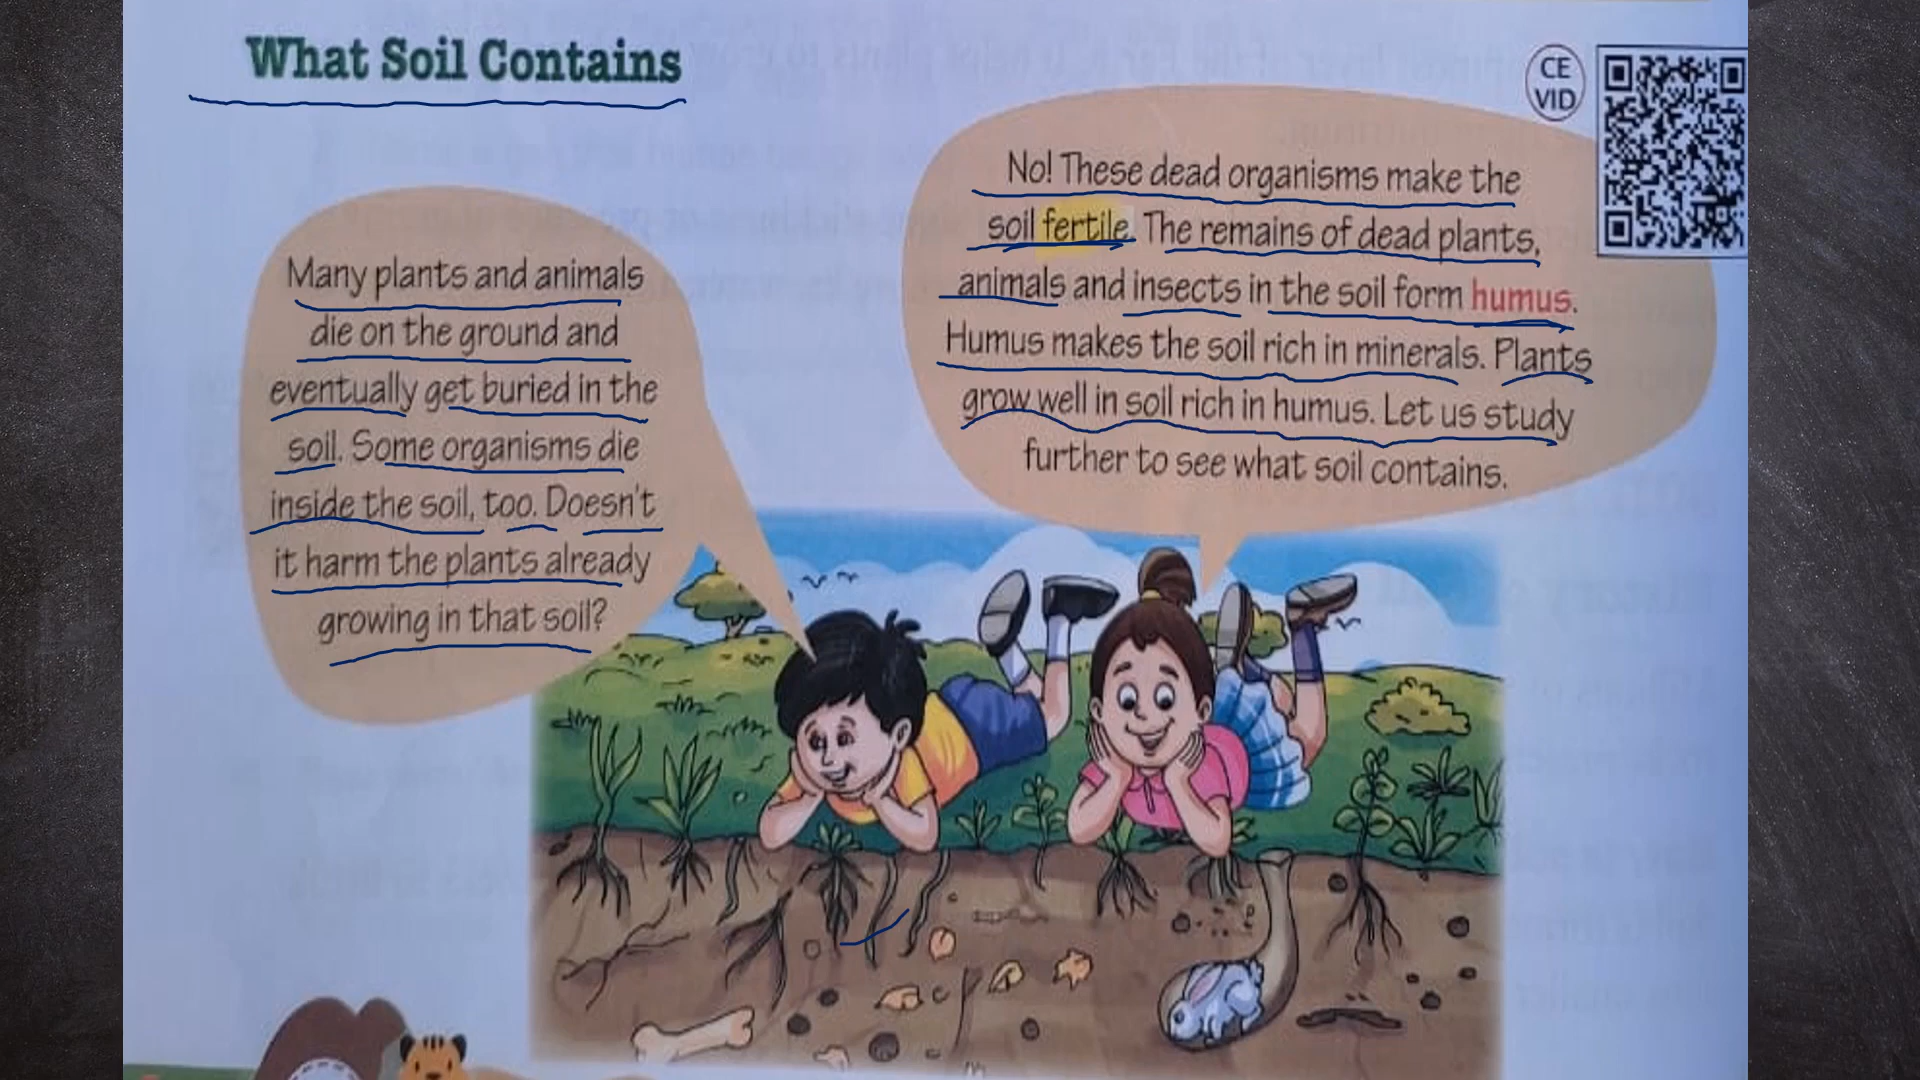 What Soil Contains
CE
VID
Many plants and animals
die on the ground and
eventually get buried in the
soil. Some organisms die
inside the soil, too. Doesn't
it harm the plants already
growing in that soil?
No! These dead organisms make the
soil fertile. The remains of dead plants,
animals and insects in the soil form humus.
Humus makes the soil rich in minerals. Plants
grow well in soil rich in humus. Let us study
further to see what soil contains.